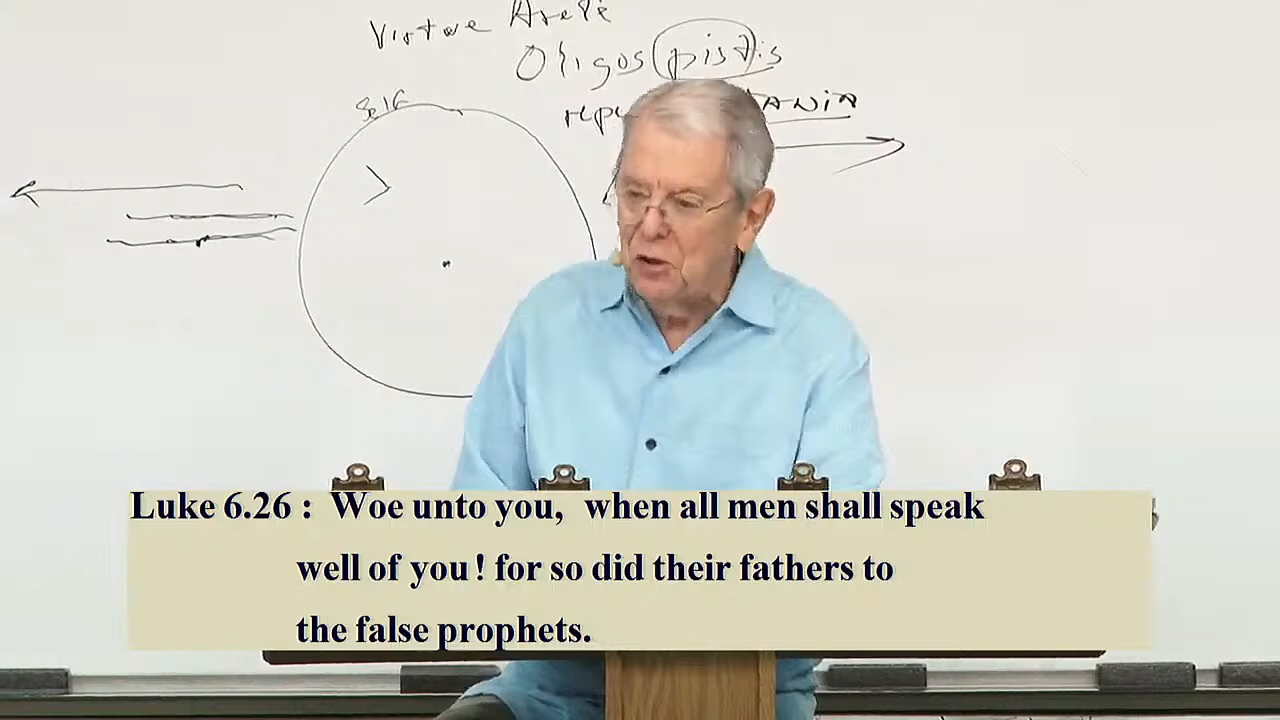 Virtue Areté
Oligos pistis
Luke 6.26 : Woe unto you, when all men shall speak
well of you ! for so did their fathers to
the false prophets.